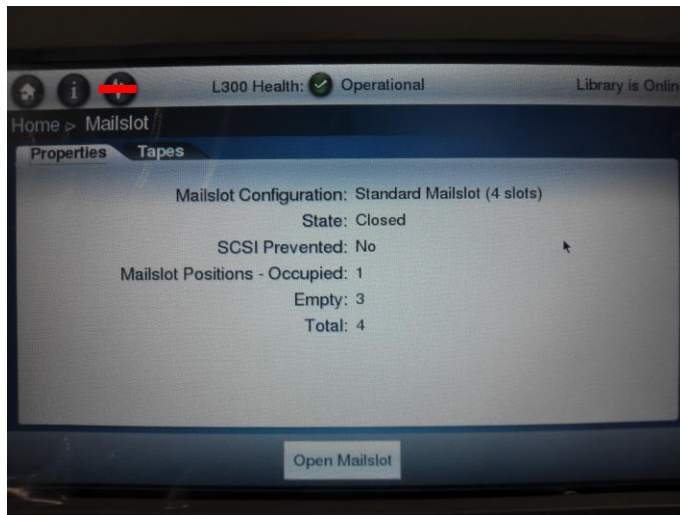 L300 Health: Operational Library is Onlin
Home > Mailslot
Properties Tapes
Mailslot Configuration: Standard Mailslot (4 slots)
State: Closed
SCSI Prevented: No
Mailslot Positions - Occupied: 1
Empty: 3
Total: 4
Open Mailslot